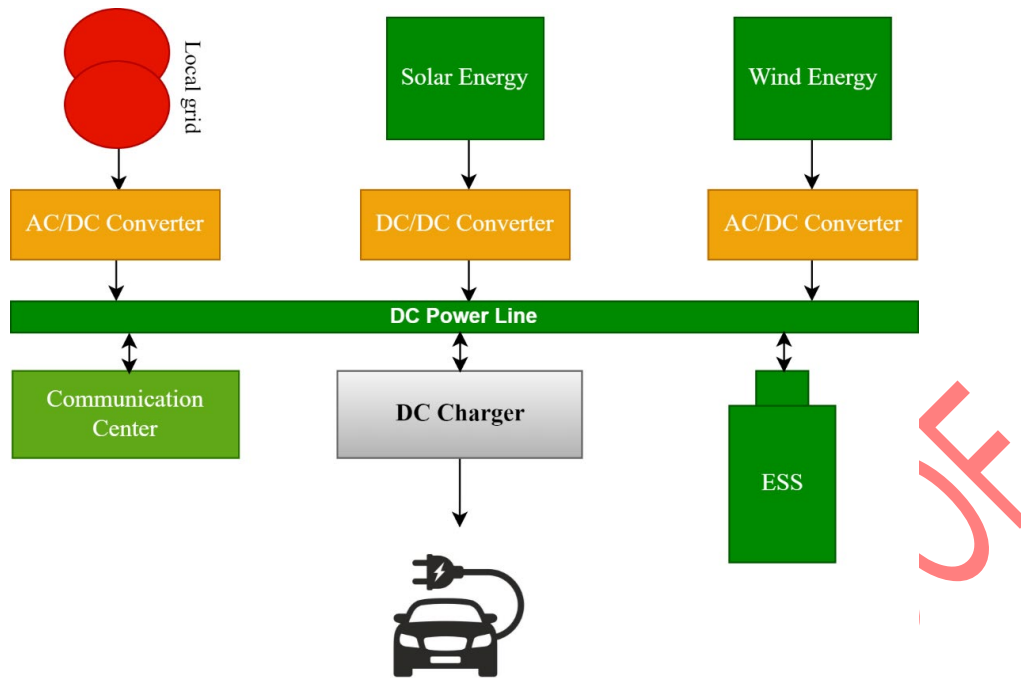 Local grid
Solar Energy
Wind Energy
AC/DC Converter
DC/DC Converter
AC/DC Converter
DC Power Line
Communication
Center
DC Charger
ESS
OF